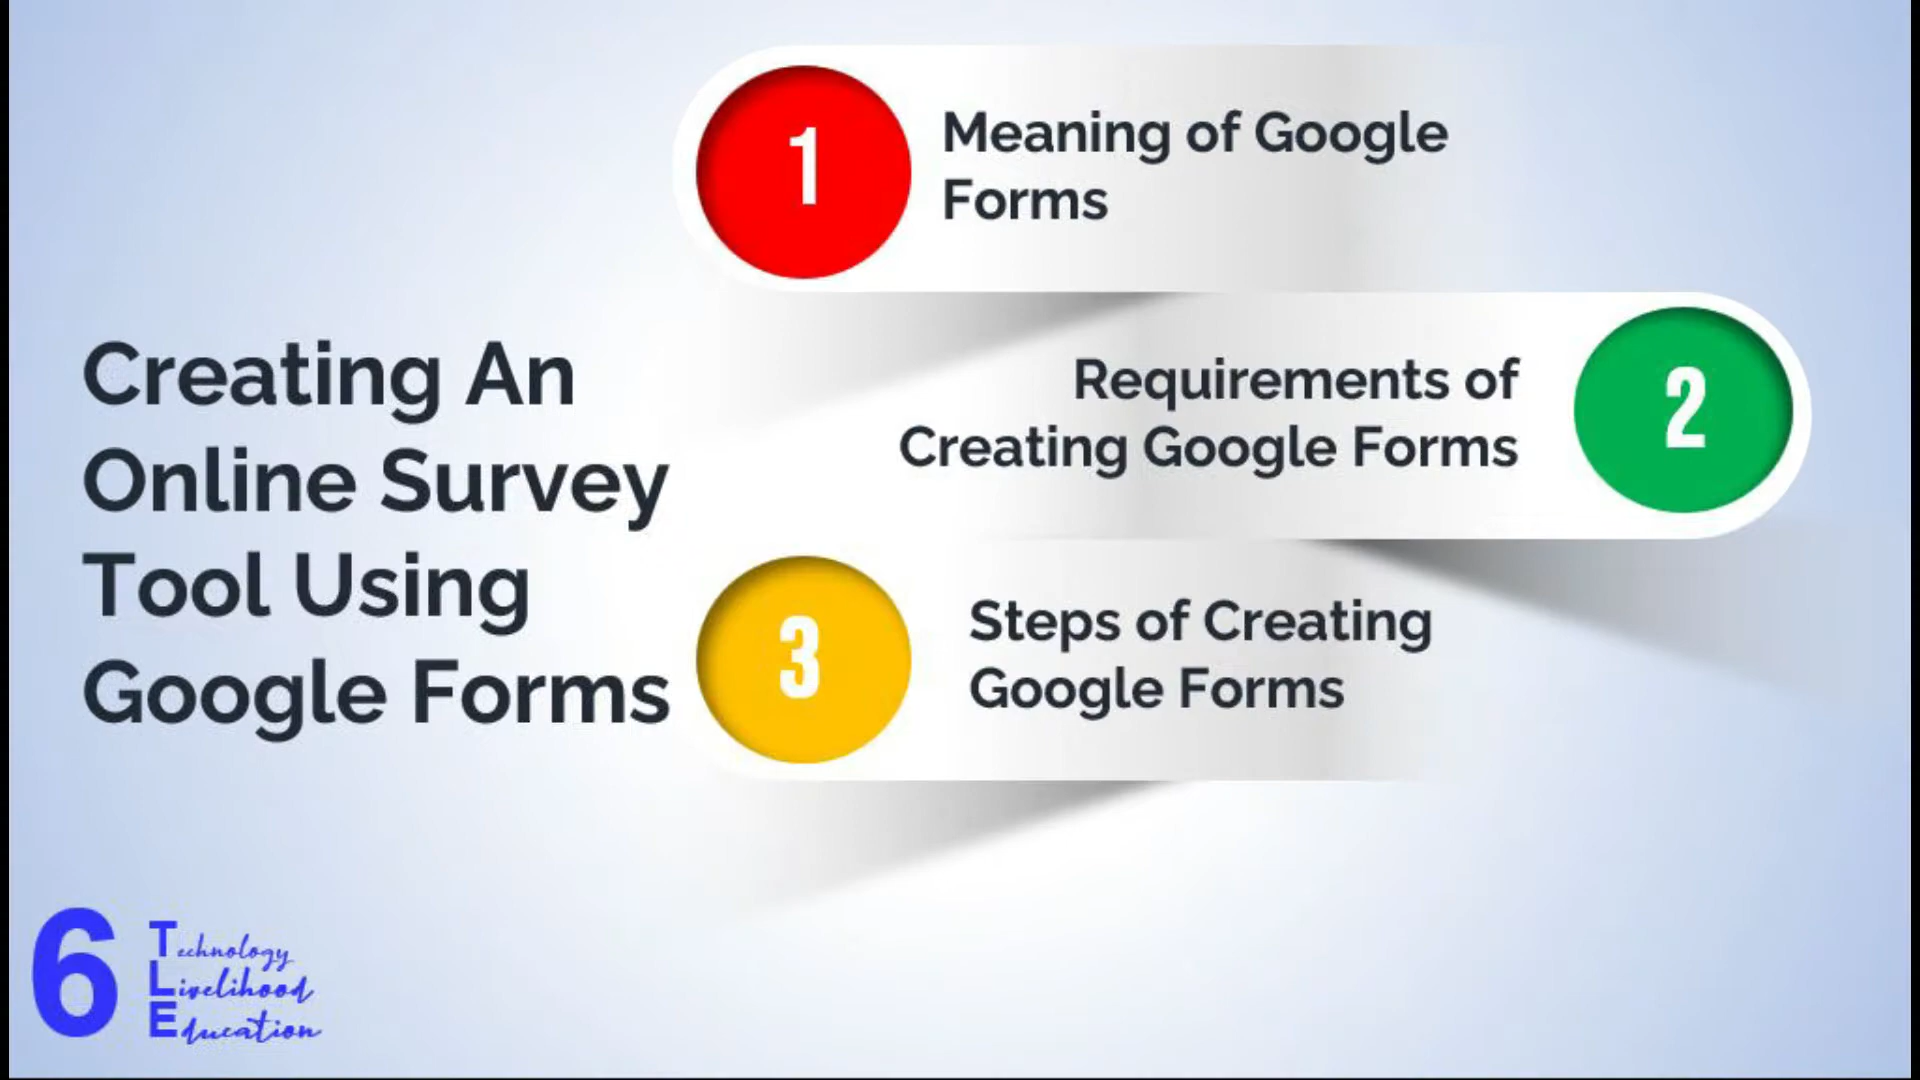 Creating An
Online Survey
Tool Using
Google Forms
1
Meaning of Google
Forms
Requirements of
Creating Google Forms
2
3
Steps of Creating
Google Forms
6
Technology
Livelihood
Education